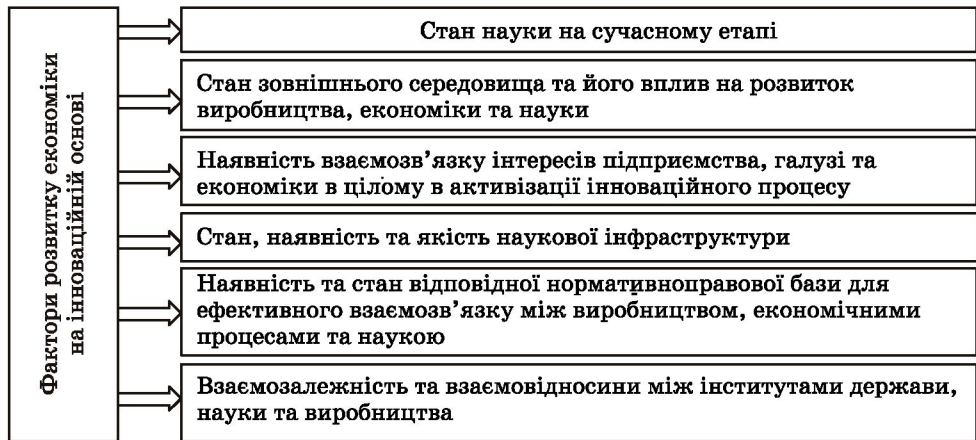 Фактори розвитку економіки
на інноваційній основі
Стан науки на сучасному етапі
Стан зовнішнього середовища та його вплив на розвиток
виробництва, економіки та науки
Наявність взаємозв’язку інтересів підприємства, галузі та
економіки в цілому в активізації інноваційного процесу
Стан, наявність та якість наукової інфраструктури
Наявність та стан відповідної нормативноправової бази для
ефективного взаємозв’язку між виробництвом, економічними
процесами та наукою
Взаємозалежність та взаємовідносини між інститутами держави,
науки та виробництва